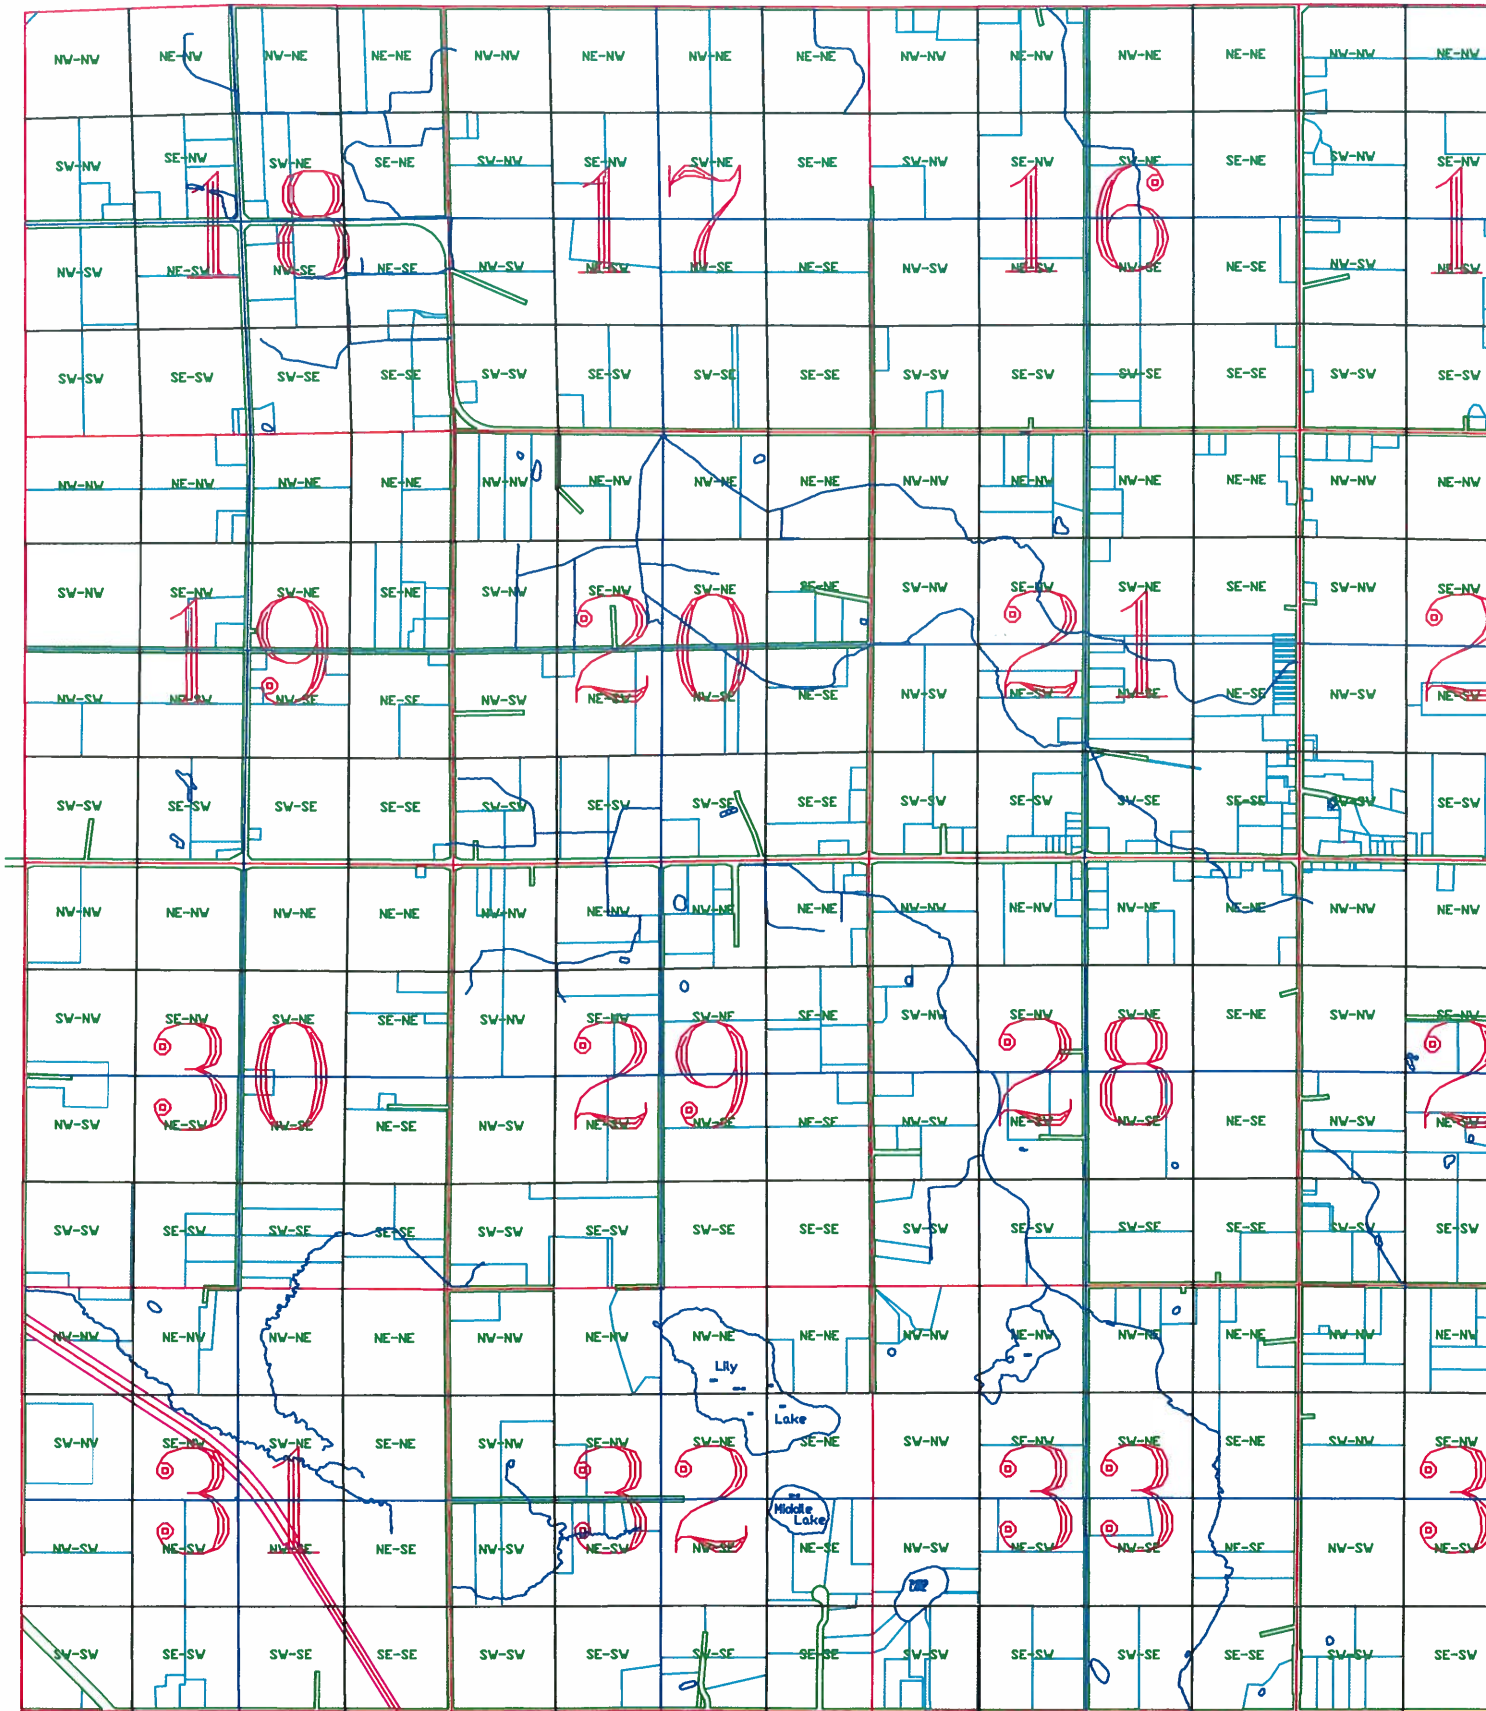 NW-NW NE-NW NW-NE NE-NE NW-NW NE-NW NW-NE NE-NE NW-NW NE-NW NW-NE NE-NE NW-NW NE-NW
SW-NW SE-NW SW-NE SE-NE SW-NW SE-NW SW-NE SE-NE SW-NW SE-NW SW-NE SE-NE SW-NW SE-NW
18 17 16 1
NW-SW NE-SW NW-SE NE-SE NW-SW NE-SW NW-SE NE-SE NW-SW NE-SW NW-SE NE-SE NW-SW NE-SW
SW-SW SE-SW SW-SE SE-SE SW-SW SE-SW SW-SE SE-SE SW-SW SE-SW SW-SE SE-SE SW-SW SE-SW
NW-NW NE-NW NW-NE NE-NE NW-NW NE-NW NW-NE NE-NE NW-NW NE-NW NW-NE NE-NE NW-NW NE-NW
SW-NW SE-NW SW-NE SE-NE SW-NW SE-NW SW-NE SE-NE SW-NW SE-NW SW-NE SE-NE SW-NW SE-NW
19 20 21 2
NW-SW NE-SW NW-SE NE-SE NW-SW NE-SW NW-SE NE-SE NW-SW NE-SW NW-SE NE-SE NW-SW NE-SW
SW-SW SE-SW SW-SE SE-SE SW-SW SE-SW SW-SE SE-SE SW-SW SE-SW SW-SE SE-SE SW-SW SE-SW
NW-NW NE-NW NW-NE NE-NE NW-NW NE-NW NW-NE NE-NE NW-NW NE-NW NW-NE NE-NE NW-NW NE-NW
SW-NW SE-NW SW-NE SE-NE SW-NW SE-NW SW-NE SE-NE SW-NW SE-NW SW-NE SE-NE SW-NW SE-NW
30 29 28 2
NW-SW NE-SW NW-SE NE-SE NW-SW NE-SW NW-SE NE-SE NW-SW NE-SW NW-SE NE-SE NW-SW NE-SW
SW-SW SE-SW SW-SE SE-SE SW-SW SE-SW SW-SE SE-SE SW-SW SE-SW SW-SE SE-SE SW-SW SE-SW
NW-NW NE-NW NW-NE NE-NE NW-NW NE-NW NW-NE NE-NE NW-NW NE-NW NW-NE NE-NE NW-NW NE-NW
Lily
Lake
SW-NW SE-NW SW-NE SE-NE SW-NW SE-NW SW-NE SE-NE SW-NW SE-NW SW-NE SE-NE SW-NW SE-NW
31 32 33 3
Middle
Lake
NW-SW NE-SW NW-SE NE-SE NW-SW NE-SW NW-SE NE-SE NW-SW NE-SW NW-SE NE-SE NW-SW NE-SW
SW-SW SE-SW SW-SE SE-SE SW-SW SE-SW SW-SE SE-SE SW-SW SE-SW SW-SE SE-SE SW-SW SE-SW